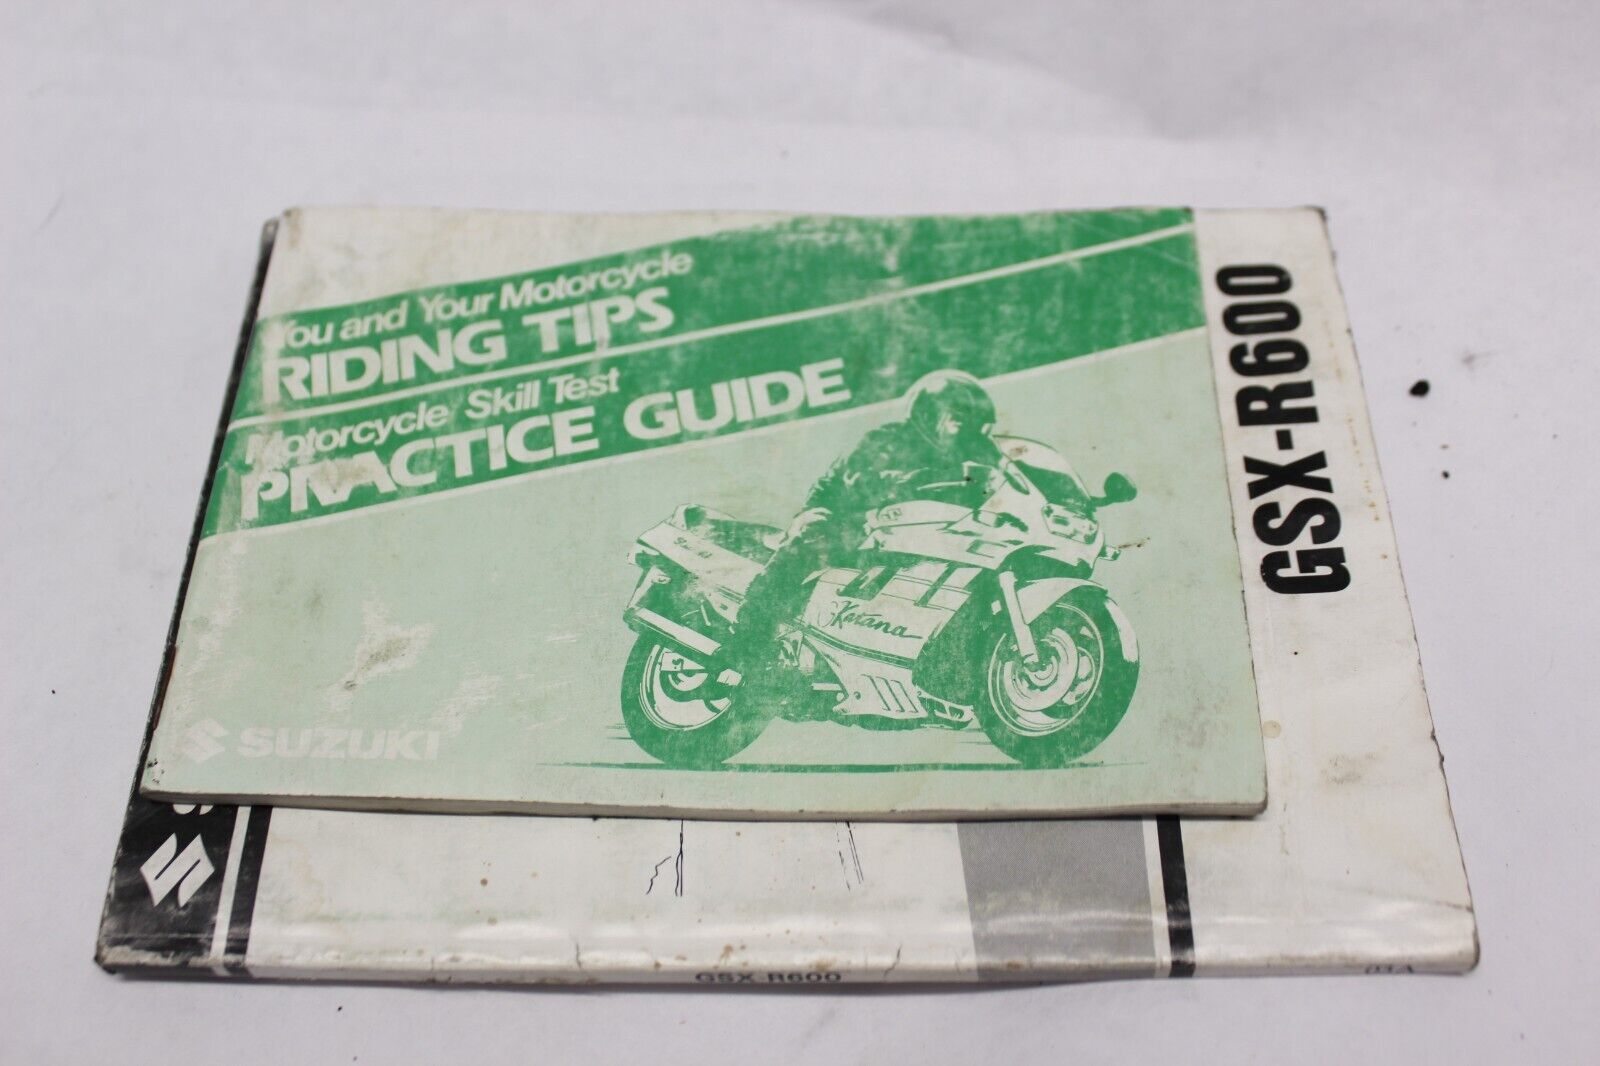 You and Your Motorcycle
RIDING TIPS
Motorcycle Skill Test
PRACTICE GUIDE
Katana
SUZUKI
GSX-R600
S
GSX-R600